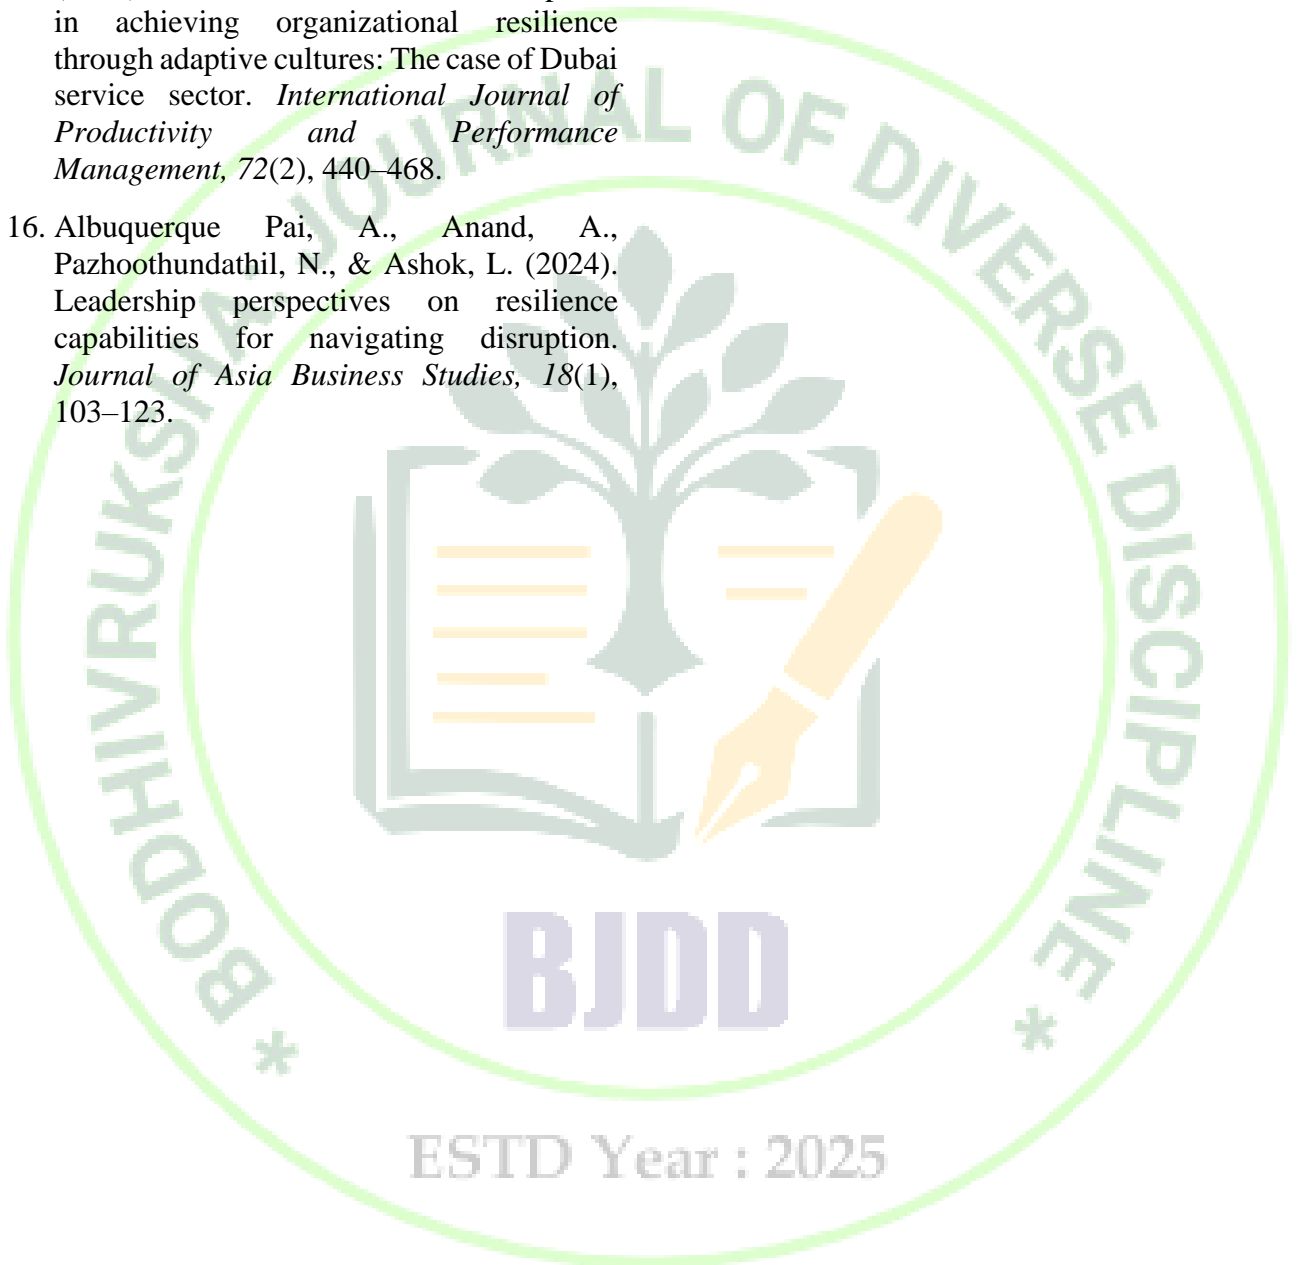 in achieving organizational resilience
through adaptive cultures: The case of Dubai
service sector. International Journal of
Productivity and Performance
Management, 72(2), 440–468.
16. Albuquerque Pai, A., Anand, A.,
Pazhoothundathil, N., & Ashok, L. (2024).
Leadership perspectives on resilience
capabilities for navigating disruption.
Journal of Asia Business Studies, 18(1),
103–123.
* BODHIVRUKSHA: JOURNAL OF DIVERSE DISCIPLINE *
BJDD
ESTD Year : 2025